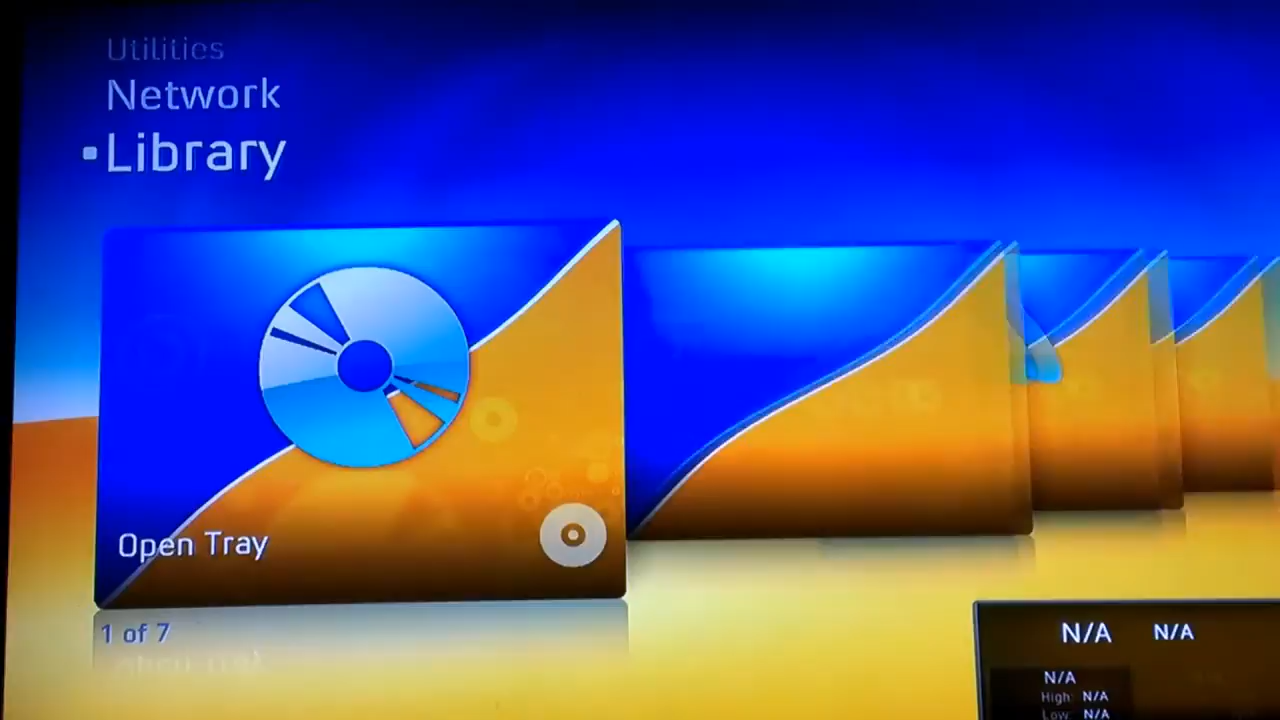 Utilities
Network
Library
Open Tray
1 of 7
N/A N/A
N/A
High: N/A
Low: N/A